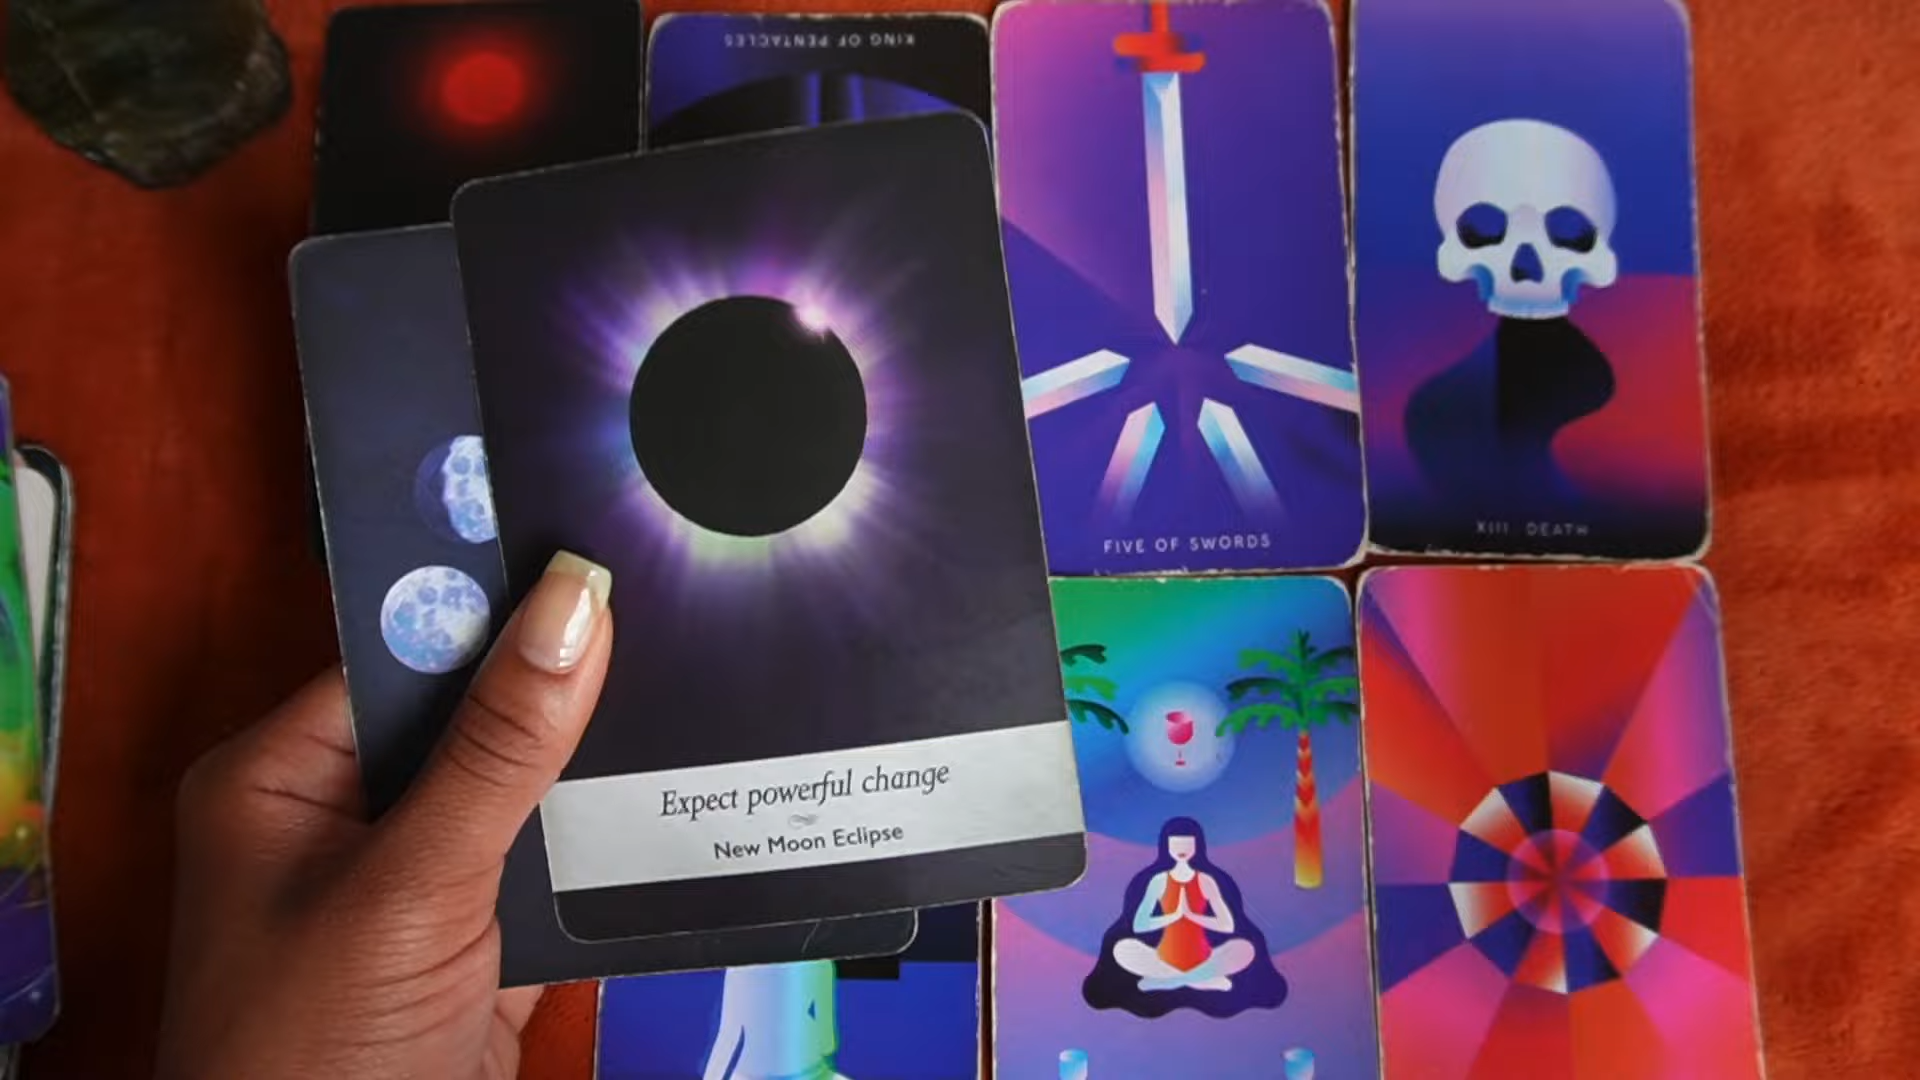 KING OF PENTACLES
FIVE OF SWORDS
XIII DEATH
Expect powerful change
New Moon Eclipse